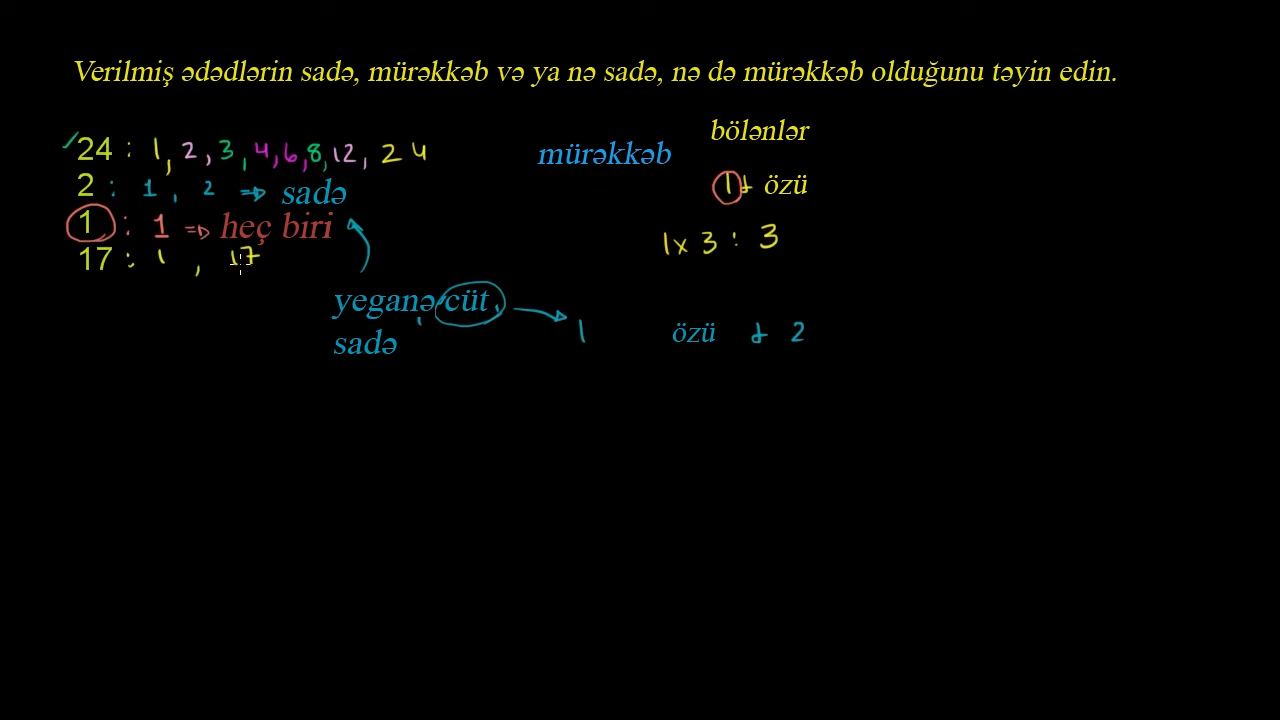 Verilmiş ədədlərin sadə, mürəkkəb və ya nə sadə, nə də mürəkkəb olduğunu təyin edin.
24 : 1, 2, 3, 4, 6, 8, 12, 24
mürəkkəb
bölənlər
2 : 1, 2 ⇒ sadə
1 + özü
1 : 1 ⇒ heç biri
1 x 3 : 3
17 : 1, 17
yeganə cüt,
sadə
1 özü + 2